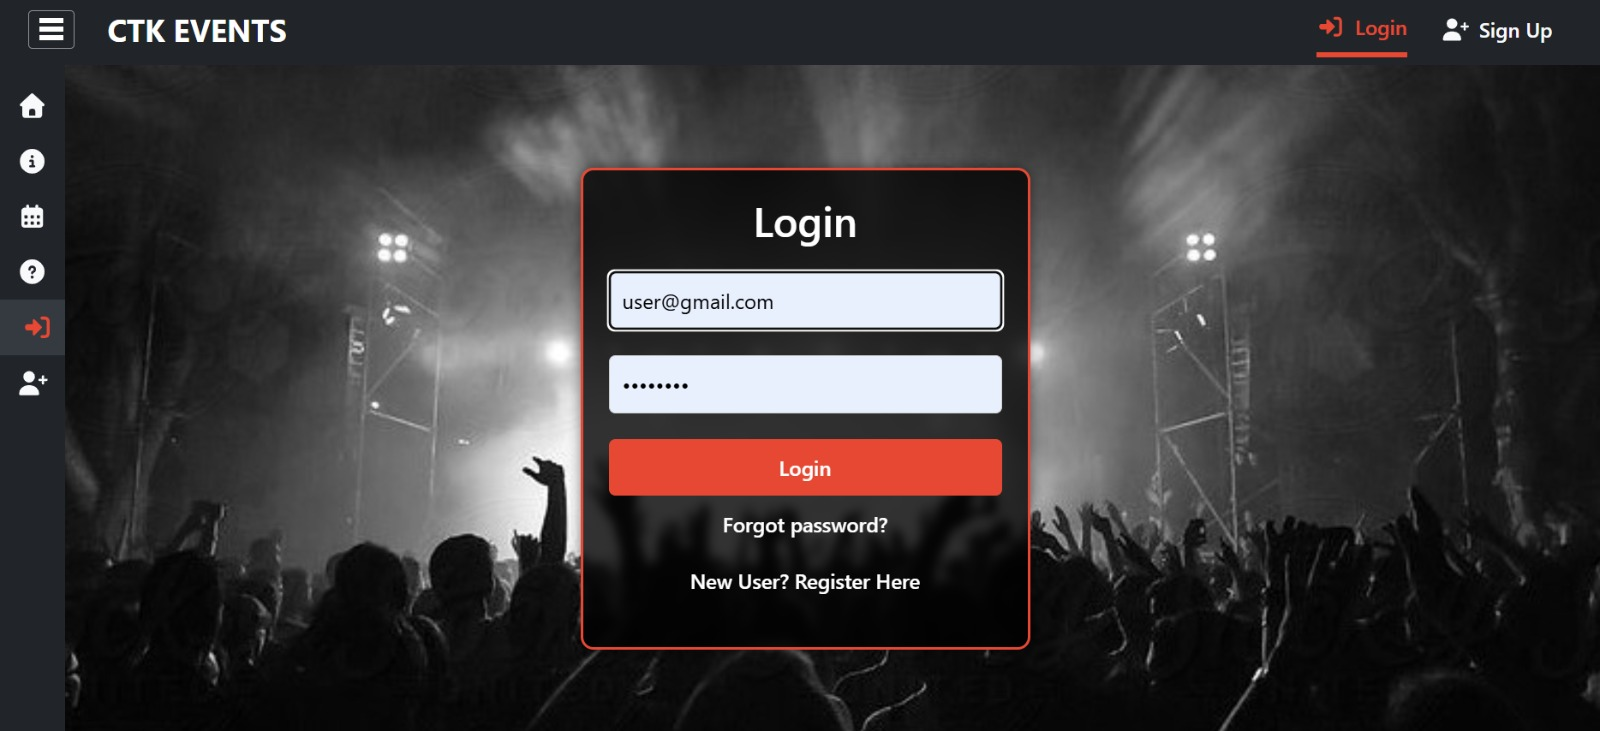 CTK EVENTS
Login
Sign Up
Login
user@gmail.com
••••••••
Login
Forgot password?
New User? Register Here